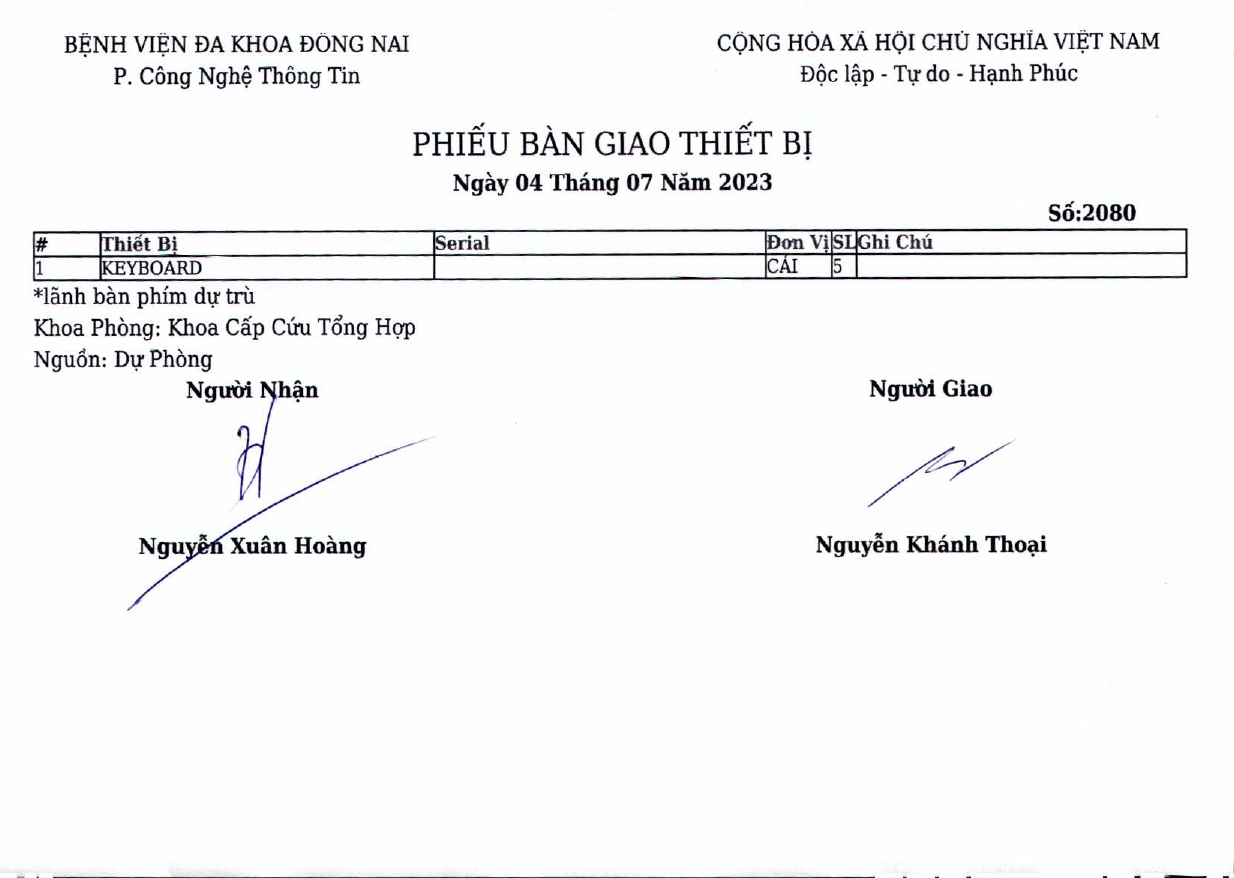 BỆNH VIỆN ĐA KHOA ĐỒNG NAI
P. Công Nghệ Thông Tin
CỘNG HÒA XÃ HỘI CHỦ NGHĨA VIỆT NAM
Độc lập - Tự do - Hạnh Phúc
PHIẾU BÀN GIAO THIẾT BỊ
Ngày 04 Tháng 07 Năm 2023
Số:2080
# Thiết Bị Serial Đơn Vị SL Ghi Chú
1 KEYBOARD CÁI 5
*lãnh bàn phím dự trù
Khoa Phòng: Khoa Cấp Cứu Tổng Hợp
Nguồn: Dự Phòng
Người Nhận Người Giao
Nguyễn Xuân Hoàng Nguyễn Khánh Thoại